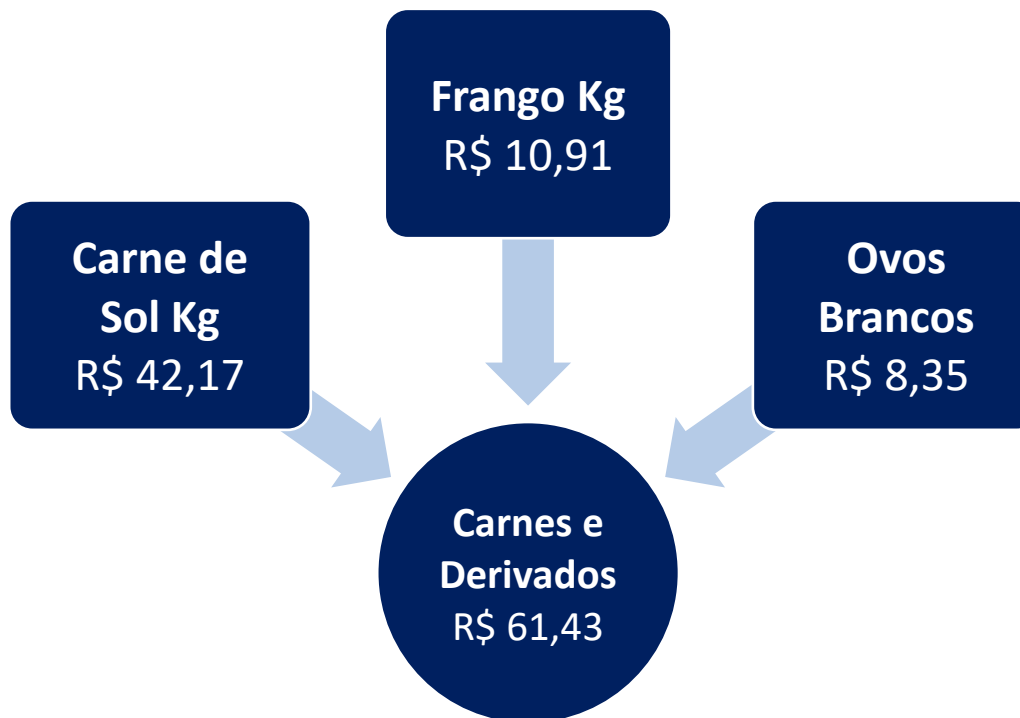 Frango Kg
R$ 10,91
Carne de
Sol Kg
R$ 42,17
Ovos
Brancos
R$ 8,35
Carnes e
Derivados
R$ 61,43